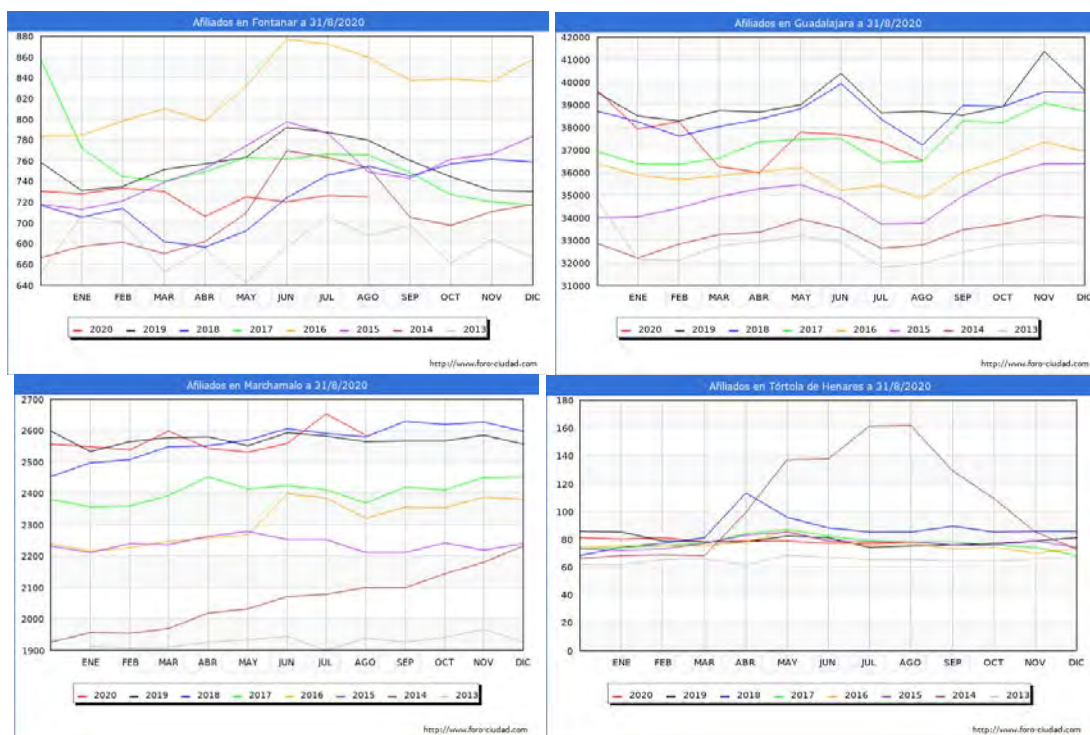 Afiliados en Fontanar a 31/8/2020
880
860
840
820
800
780
760
740
720
700
680
660
640
ENE FEB MAR ABR MAY JUN JUL AGO SEP OCT NOV DIC
2020 2019 2018 2017 2016 2015 2014 2013
http://www.foro-ciudad.com
Afiliados en Guadalajara a 31/8/2020
42000
41000
40000
39000
38000
37000
36000
35000
34000
33000
32000
31000
ENE FEB MAR ABR MAY JUN JUL AGO SEP OCT NOV DIC
2020 2019 2018 2017 2016 2015 2014 2013
http://www.foro-ciudad.com
Afiliados en Marchamalo a 31/8/2020
2700
2600
2500
2400
2300
2200
2100
2000
1900
ENE FEB MAR ABR MAY JUN JUL AGO SEP OCT NOV DIC
2020 2019 2018 2017 2016 2015 2014 2013
http://www.foro-ciudad.com
Afiliados en Tórtola de Henares a 31/8/2020
180
160
140
120
100
80
60
40
20
0
ENE FEB MAR ABR MAY JUN JUL AGO SEP OCT NOV DIC
2020 2019 2018 2017 2016 2015 2014 2013
http://www.foro-ciudad.com